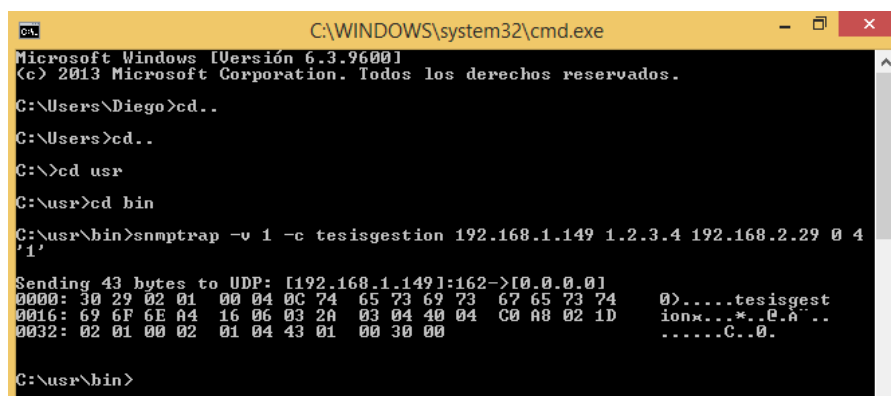 C:\WINDOWS\system32\cmd.exe
Microsoft Windows [Versión 6.3.9600]
(c) 2013 Microsoft Corporation. Todos los derechos reservados.
C:\Users\Diego>cd..
C:\Users>cd..
C:\>cd usr
C:\usr>cd bin
C:\usr\bin>snmptrap -v 1 -c tesisgestion 192.168.1.149 1.2.3.4 192.168.2.29 0 4
'1'
Sending 43 bytes to UDP: [192.168.1.149]:162->[0.0.0.0]
0000: 30 29 02 01  00 04 0C 74  65 73 69 73  67 65 73 74    0).....tesisgest
0016: 69 6F 6E A4  16 06 03 2A  03 04 40 04  C0 A8 02 1D    ion¤...*..@.À¨..
0032: 02 01 00 02  01 04 43 01  00 30 00    ......C..0.
C:\usr\bin>